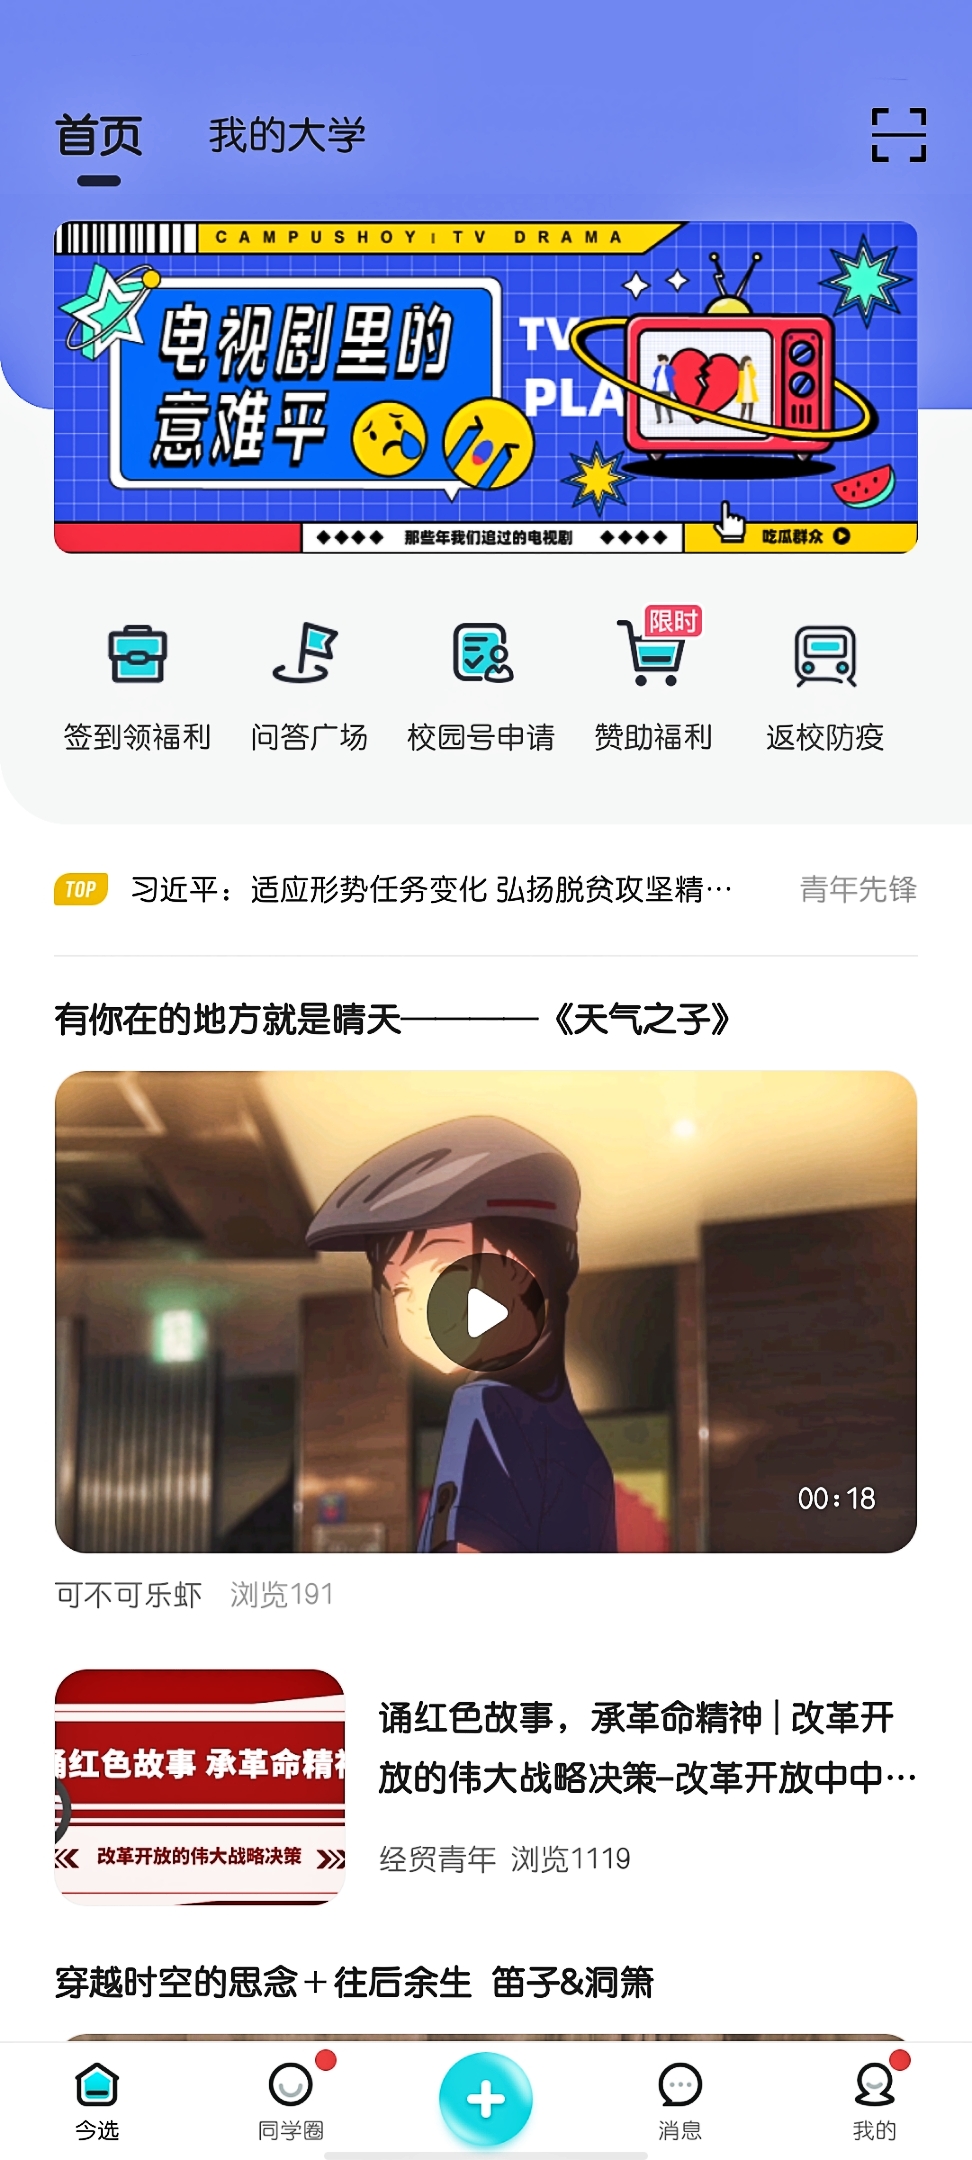 首页 我的大学
CAMPUSHOY TV DRAMA
电视剧里的
意难平
TV
PLA
那些年我们追过的电视剧
吃瓜群众
限时
签到领福利 问答广场 校园号申请 赞助福利 返校防疫
TOP 习近平：适应形势任务变化 弘扬脱贫攻坚精… 青年先锋
有你在的地方就是晴天————《天气之子》
00:18
可不可乐虾 浏览191
诵红色故事 承革命精神
改革开放的伟大战略决策
诵红色故事，承革命精神 | 改革开
放的伟大战略决策–改革开放中中…
经贸青年 浏览1119
穿越时空的思念＋往后余生 笛子&洞箫
今选 同学圈 消息 我的